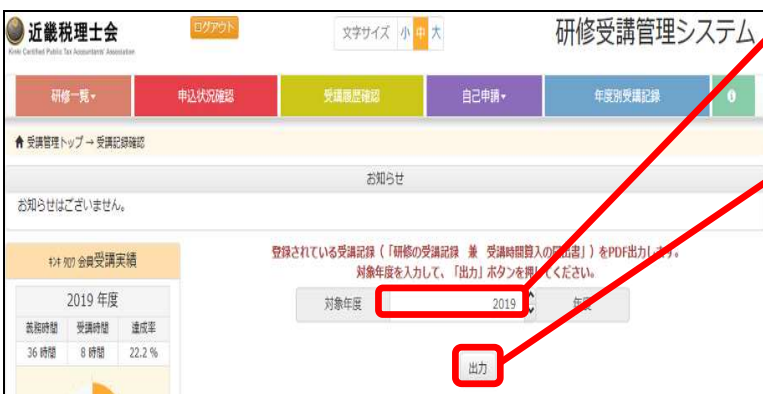 近畿税理士会
Kinki Certified Public Tax Accountants' Association
ログアウト
文字サイズ 小 中 大
研修受講管理システム
研修一覧▾
申込状況確認
受講履歴確認
自己申請▾
年度別受講記録
受講管理トップ → 受講記録確認
お知らせ
お知らせはございません。
ｷﾝｷ ﾀﾛｳ 会員受講実績
2019 年度
義務時間 受講時間 達成率
36 時間 8 時間 22.2 %
登録されている受講記録（「研修の受講記録 兼 受講時間算入の届出書」）をPDF出力します。
対象年度を入力して、「出力」ボタンを押してください。
対象年度 2019 年度
出力